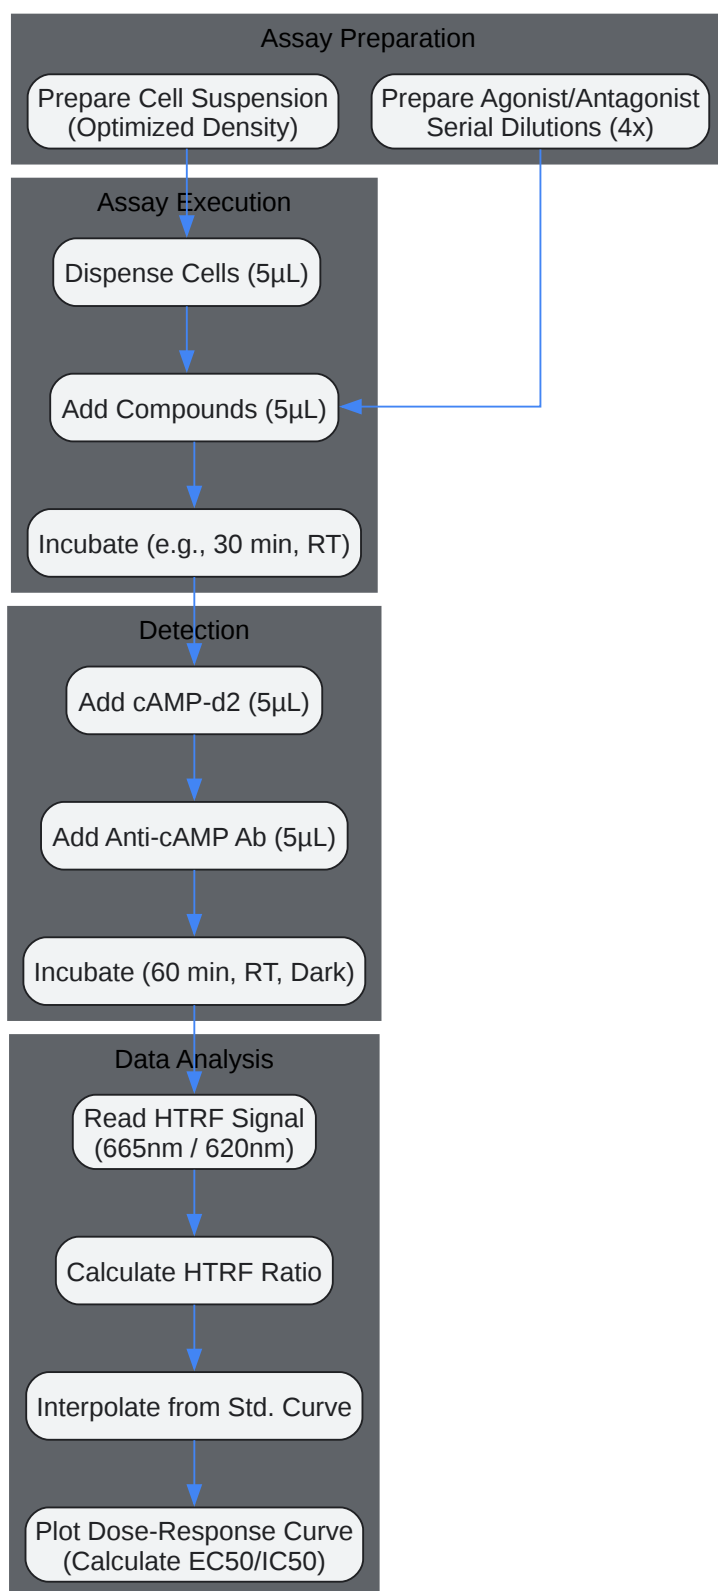 Assay Preparation
Prepare Cell Suspension
(Optimized Density)
Prepare Agonist/Antagonist
Serial Dilutions (4x)
Assay Execution
Dispense Cells (5µL)
Add Compounds (5µL)
Incubate (e.g., 30 min, RT)
Detection
Add cAMP-d2 (5µL)
Add Anti-cAMP Ab (5µL)
Incubate (60 min, RT, Dark)
Data Analysis
Read HTRF Signal
(665nm / 620nm)
Calculate HTRF Ratio
Interpolate from Std. Curve
Plot Dose-Response Curve
(Calculate EC50/IC50)